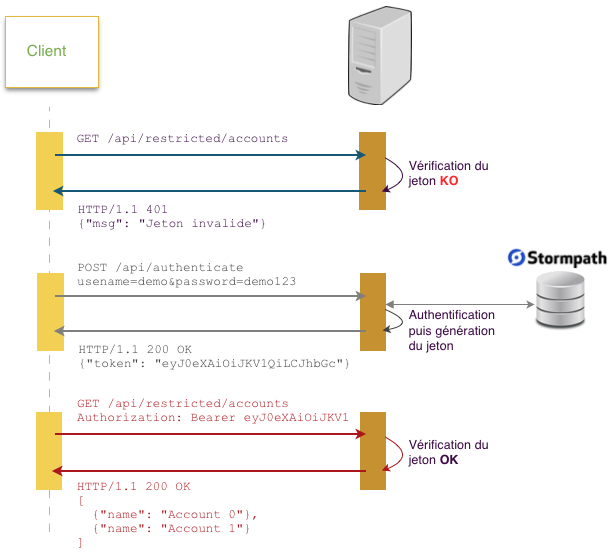 Client
GET /api/restricted/accounts
Vérification du
jeton KO
HTTP/1.1 401
{"msg": "Jeton invalide"}
Stormpath
POST /api/authenticate
usename=demo&password=demo123
Authentification
puis génération
du jeton
HTTP/1.1 200 OK
{"token": "eyJ0eXAiOiJKV1QiLCJhbGc"}
GET /api/restricted/accounts
Authorization: Bearer eyJ0eXAiOiJKV1
Vérification du
jeton OK
HTTP/1.1 200 OK
[
{"name": "Account 0"},
{"name": "Account 1"}
]